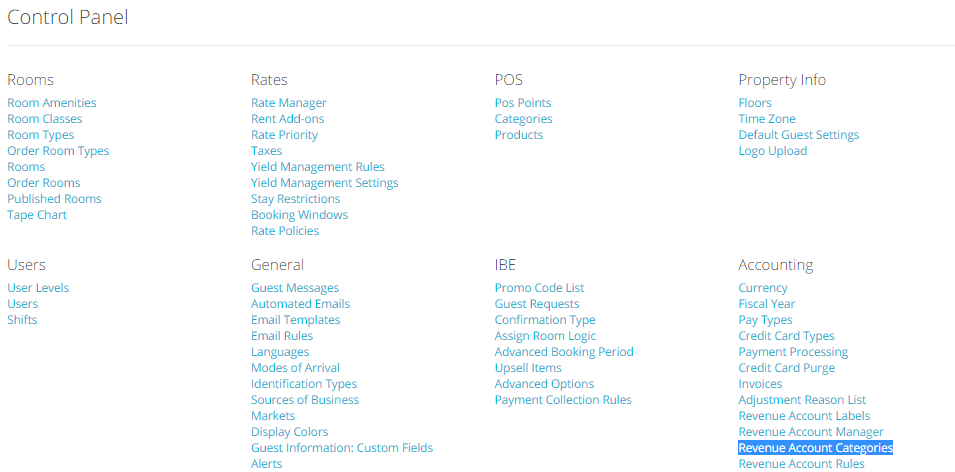 Control Panel
Rooms
Room Amenities
Room Classes
Room Types
Order Room Types
Rooms
Order Rooms
Published Rooms
Tape Chart
Rates
Rate Manager
Rent Add-ons
Rate Priority
Taxes
Yield Management Rules
Yield Management Settings
Stay Restrictions
Booking Windows
Rate Policies
POS
Pos Points
Categories
Products
Property Info
Floors
Time Zone
Default Guest Settings
Logo Upload
Users
User Levels
Users
Shifts
General
Guest Messages
Automated Emails
Email Templates
Email Rules
Languages
Modes of Arrival
Identification Types
Sources of Business
Markets
Display Colors
Guest Information: Custom Fields
Alerts
IBE
Promo Code List
Guest Requests
Confirmation Type
Assign Room Logic
Advanced Booking Period
Upsell Items
Advanced Options
Payment Collection Rules
Accounting
Currency
Fiscal Year
Pay Types
Credit Card Types
Payment Processing
Credit Card Purge
Invoices
Adjustment Reason List
Revenue Account Labels
Revenue Account Manager
Revenue Account Categories
Revenue Account Rules